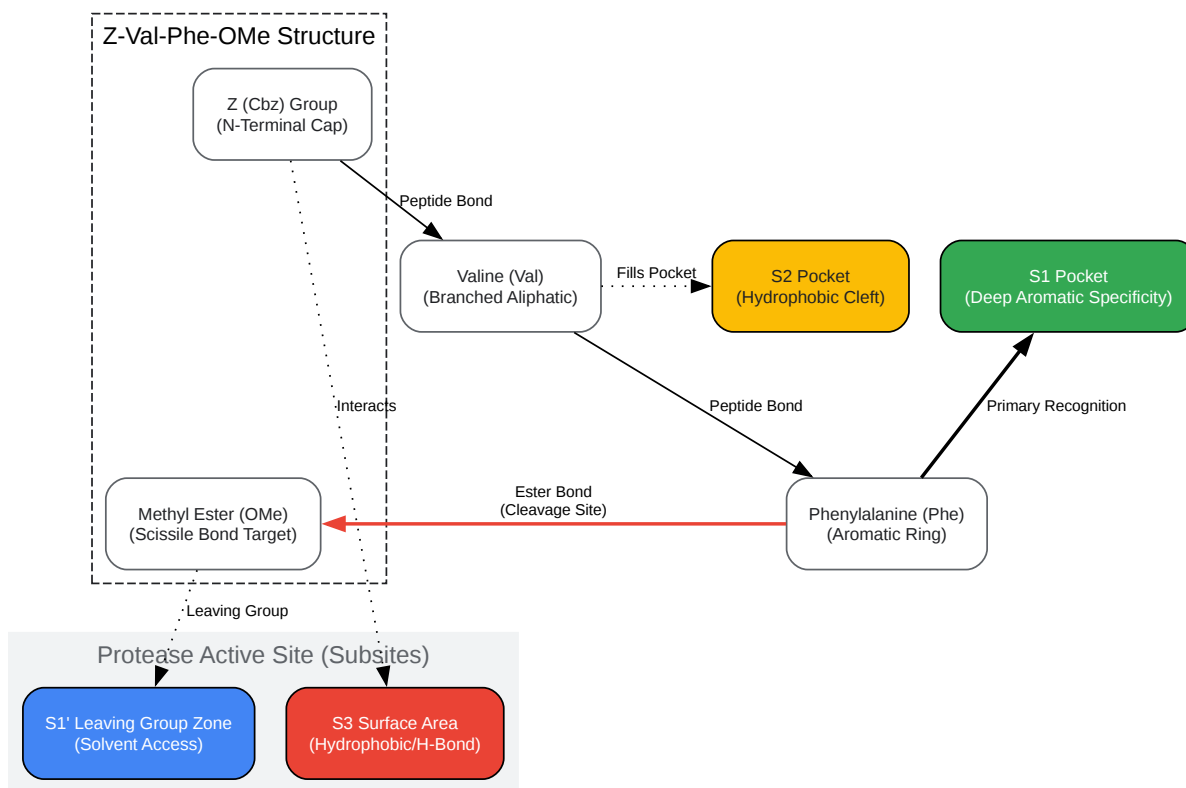 Z-Val-Phe-OMe Structure
Z (Cbz) Group
(N-Terminal Cap)
Peptide Bond
Valine (Val)
(Branched Aliphatic)
Fills Pocket
S2 Pocket
(Hydrophobic Cleft)
S1 Pocket
(Deep Aromatic Specificity)
Interacts
Peptide Bond
Primary Recognition
Methyl Ester (OMe)
(Scissile Bond Target)
Ester Bond
(Cleavage Site)
Phenylalanine (Phe)
(Aromatic Ring)
Leaving Group
Protease Active Site (Subsites)
S1' Leaving Group Zone
(Solvent Access)
S3 Surface Area
(Hydrophobic/H-Bond)